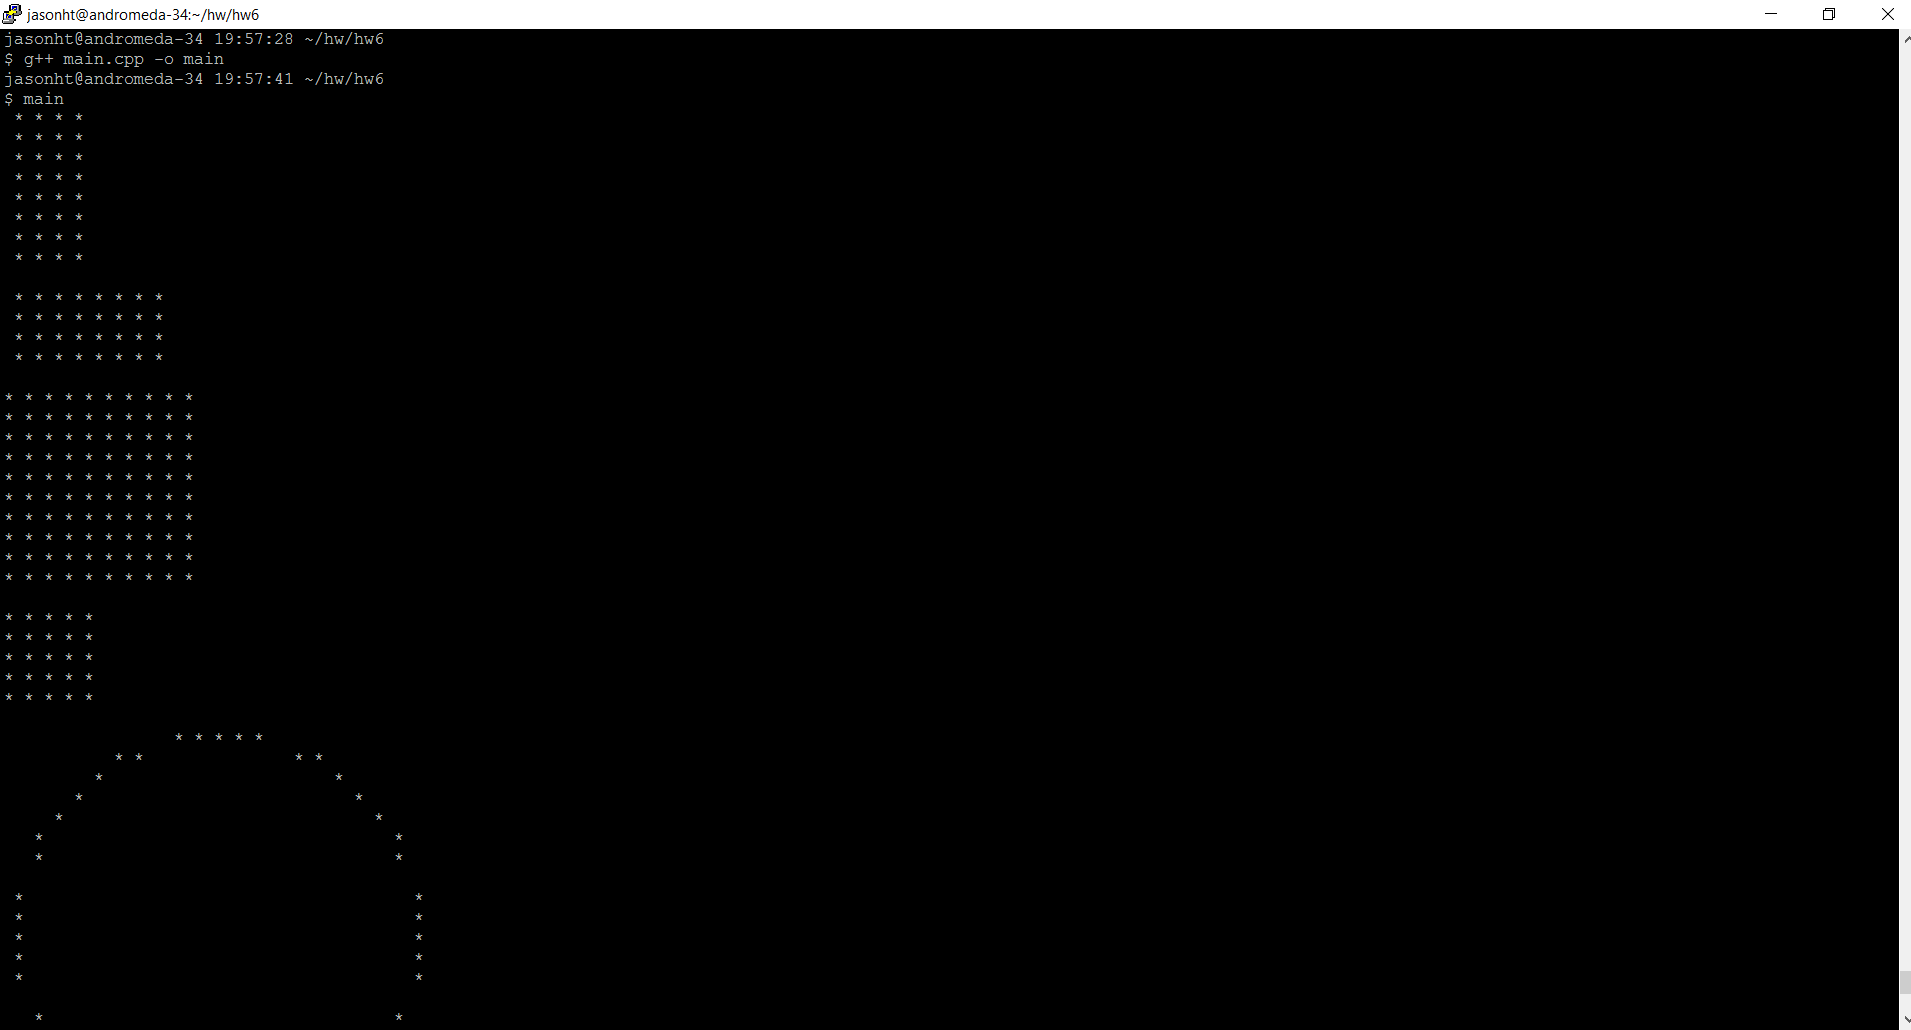 jasonht@andromeda-34:~/hw/hw6
jasonht@andromeda-34 19:57:28 ~/hw/hw6
$ g++ main.cpp -o main
jasonht@andromeda-34 19:57:41 ~/hw/hw6
$ main
 * * * *
 * * * *
 * * * *
 * * * *
 * * * *
 * * * *
 * * * *
 * * * *

 * * * * * * * *
 * * * * * * * *
 * * * * * * * *
 * * * * * * * *

* * * * * * * * * *
* * * * * * * * * *
* * * * * * * * * *
* * * * * * * * * *
* * * * * * * * * *
* * * * * * * * * *
* * * * * * * * * *
* * * * * * * * * *
* * * * * * * * * *
* * * * * * * * * *

* * * * *
* * * * *
* * * * *
* * * * *
* * * * *

                 * * * * *
           * *               * *
         *                       *
       *                           *
     *                               *
   *                                   *
   *                                   *

 *                                       *
 *                                       *
 *                                       *
 *                                       *
 *                                       *

   *                                   *